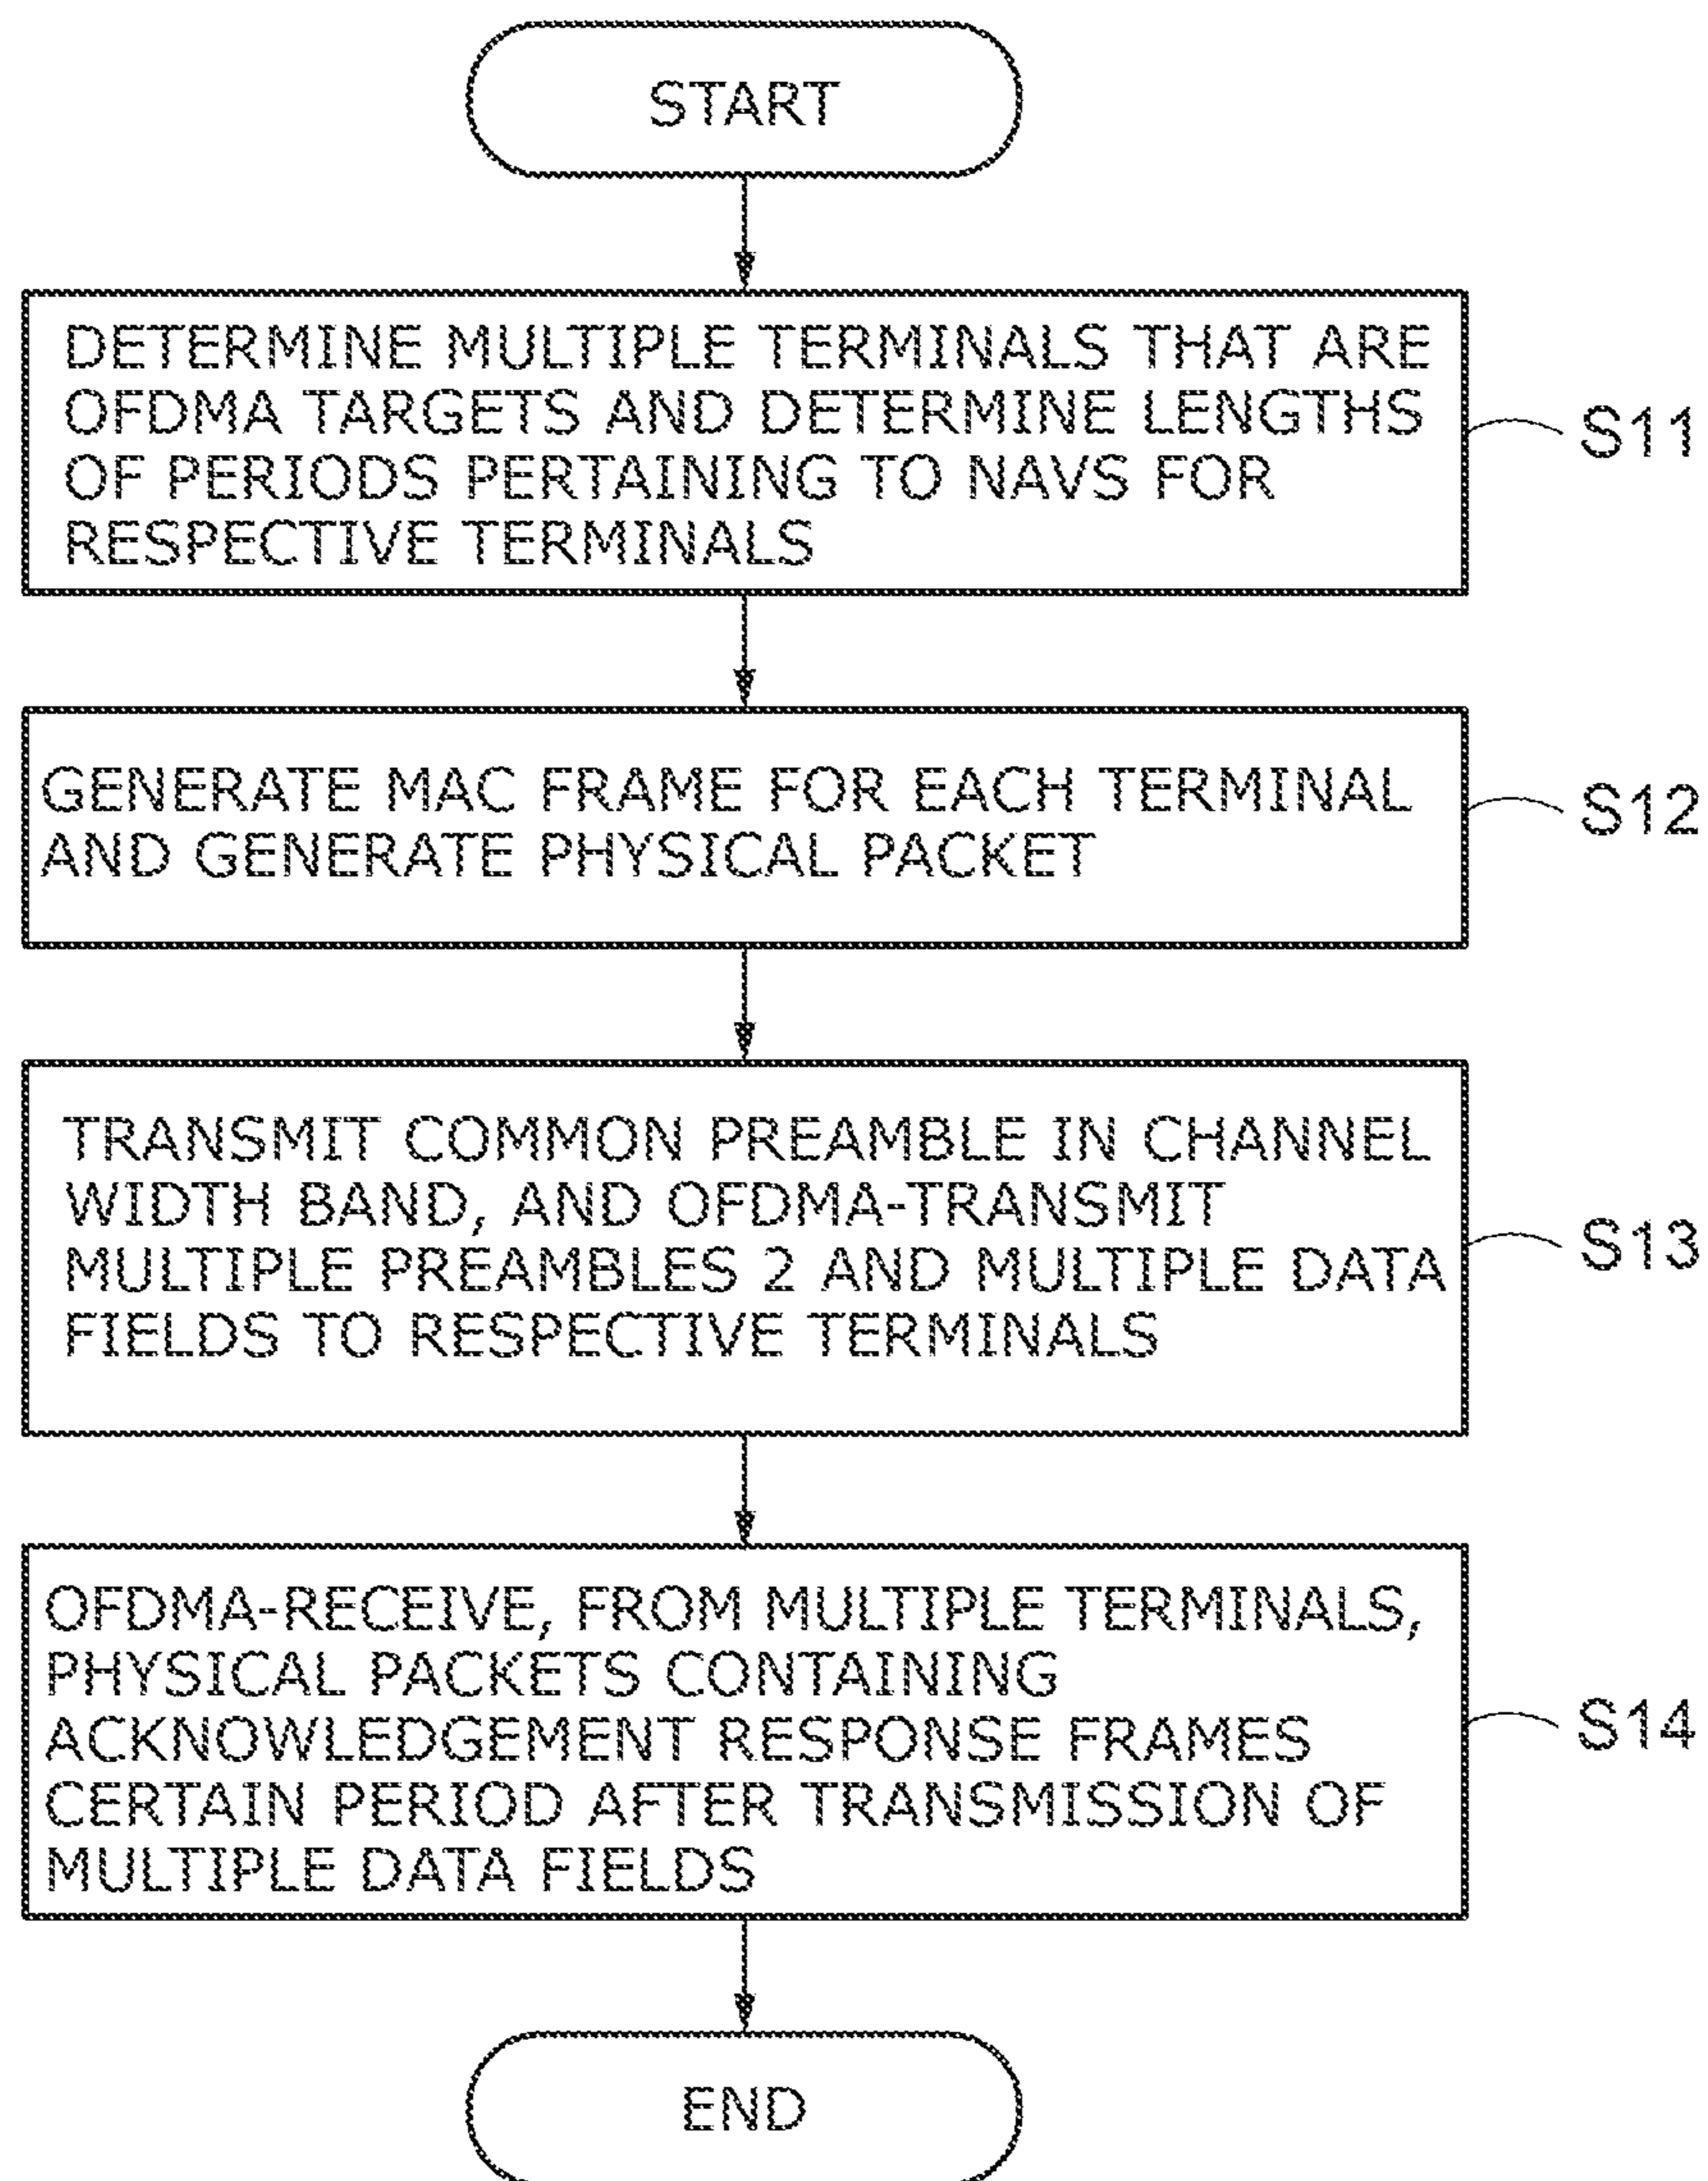 START
DETERMINE MULTIPLE TERMINALS THAT ARE
OFDMA TARGETS AND DETERMINE LENGTHS
OF PERIODS PERTAINING TO NAVS FOR
RESPECTIVE TERMINALS
S11
GENERATE MAC FRAME FOR EACH TERMINAL
AND GENERATE PHYSICAL PACKET
S12
TRANSMIT COMMON PREAMBLE IN CHANNEL
WIDTH BAND, AND OFDMA-TRANSMIT
MULTIPLE PREAMBLES 2 AND MULTIPLE DATA
FIELDS TO RESPECTIVE TERMINALS
S13
OFDMA-RECEIVE, FROM MULTIPLE TERMINALS,
PHYSICAL PACKETS CONTAINING
ACKNOWLEDGEMENT RESPONSE FRAMES
CERTAIN PERIOD AFTER TRANSMISSION OF
MULTIPLE DATA FIELDS
S14
END